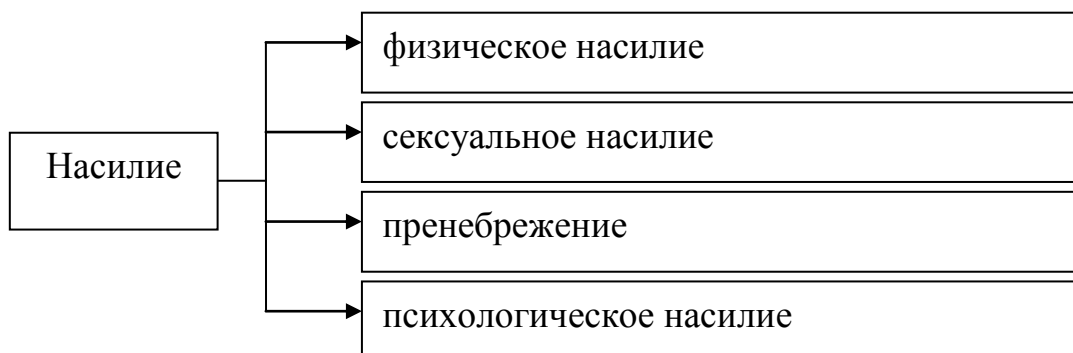 физическое насилие
сексуальное насилие
Насилие
пренебрежение
психологическое насилие